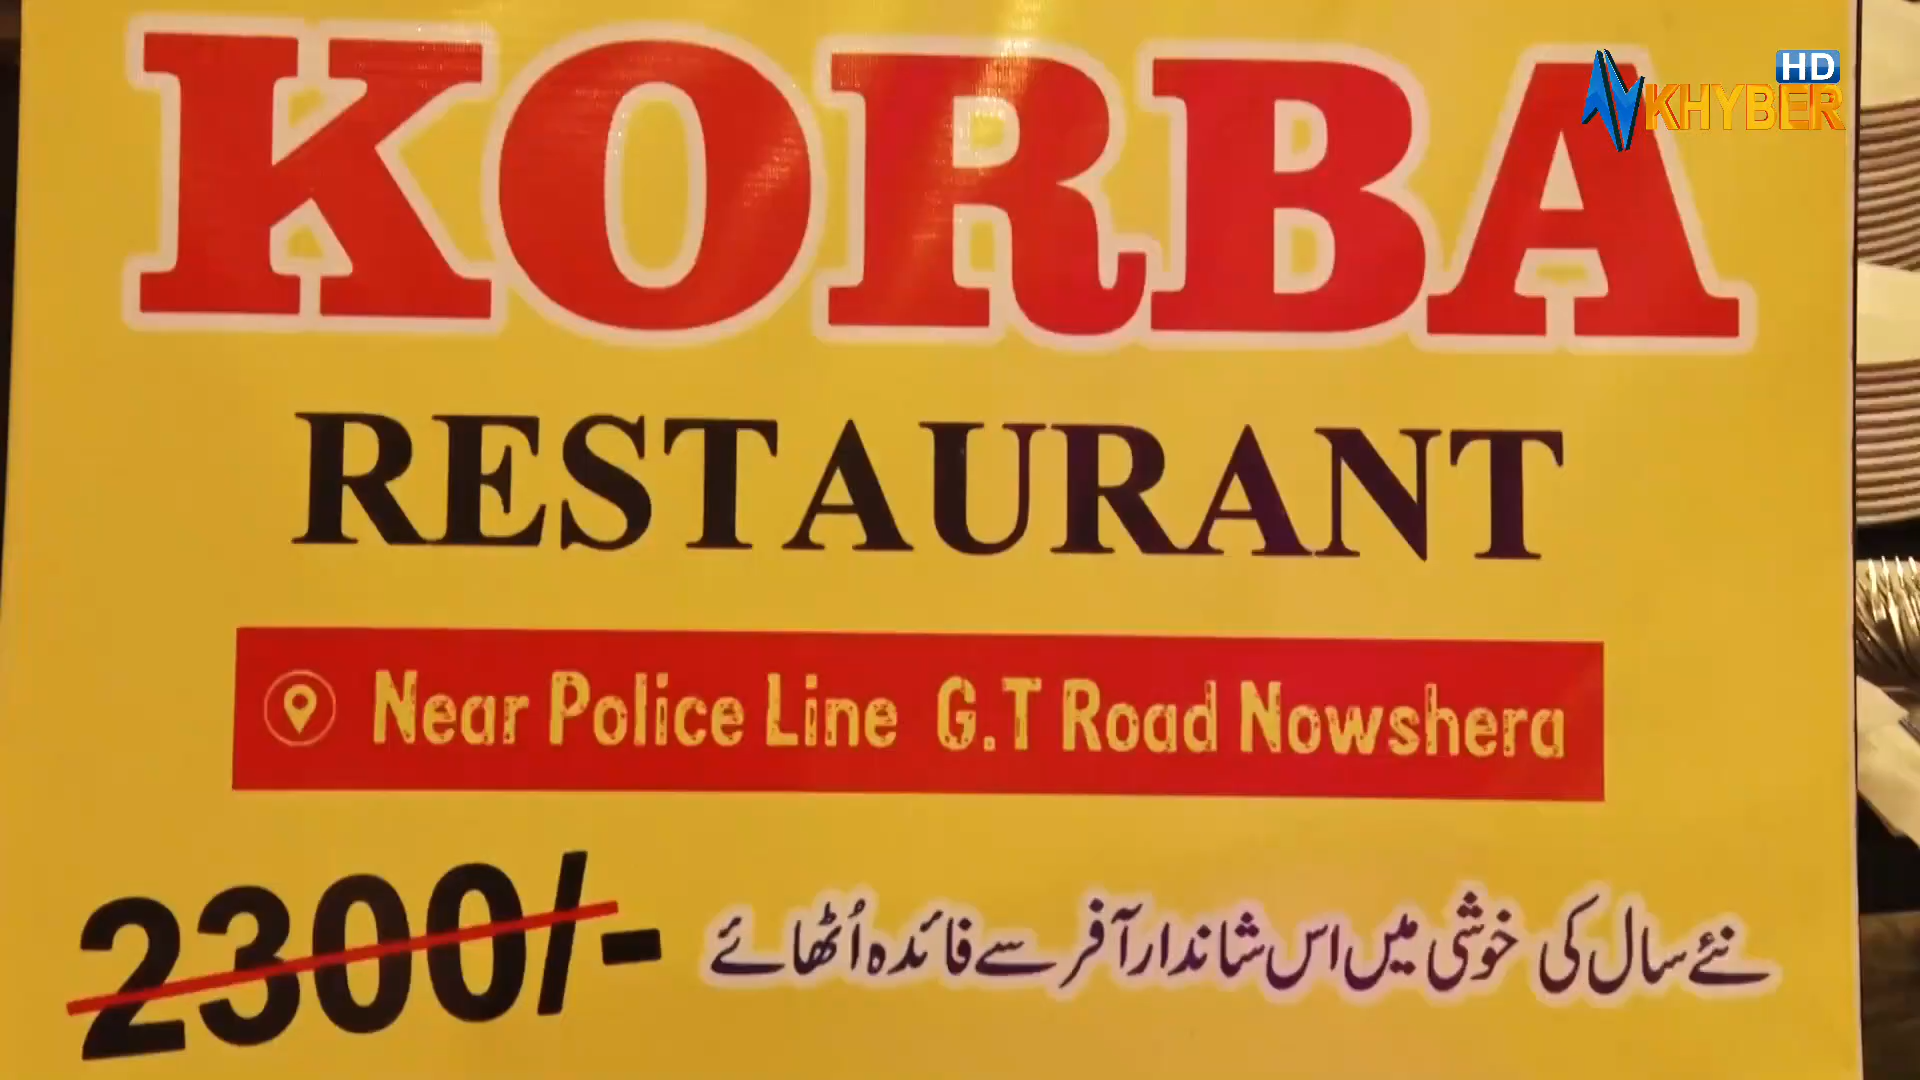 KORBA
HD
KHYBER
RESTAURANT
Near Police Line G.T Road Nowshera
2300/-
نئے سال کی خوشی میں اس شاندار آفر سے فائدہ اُٹھائے